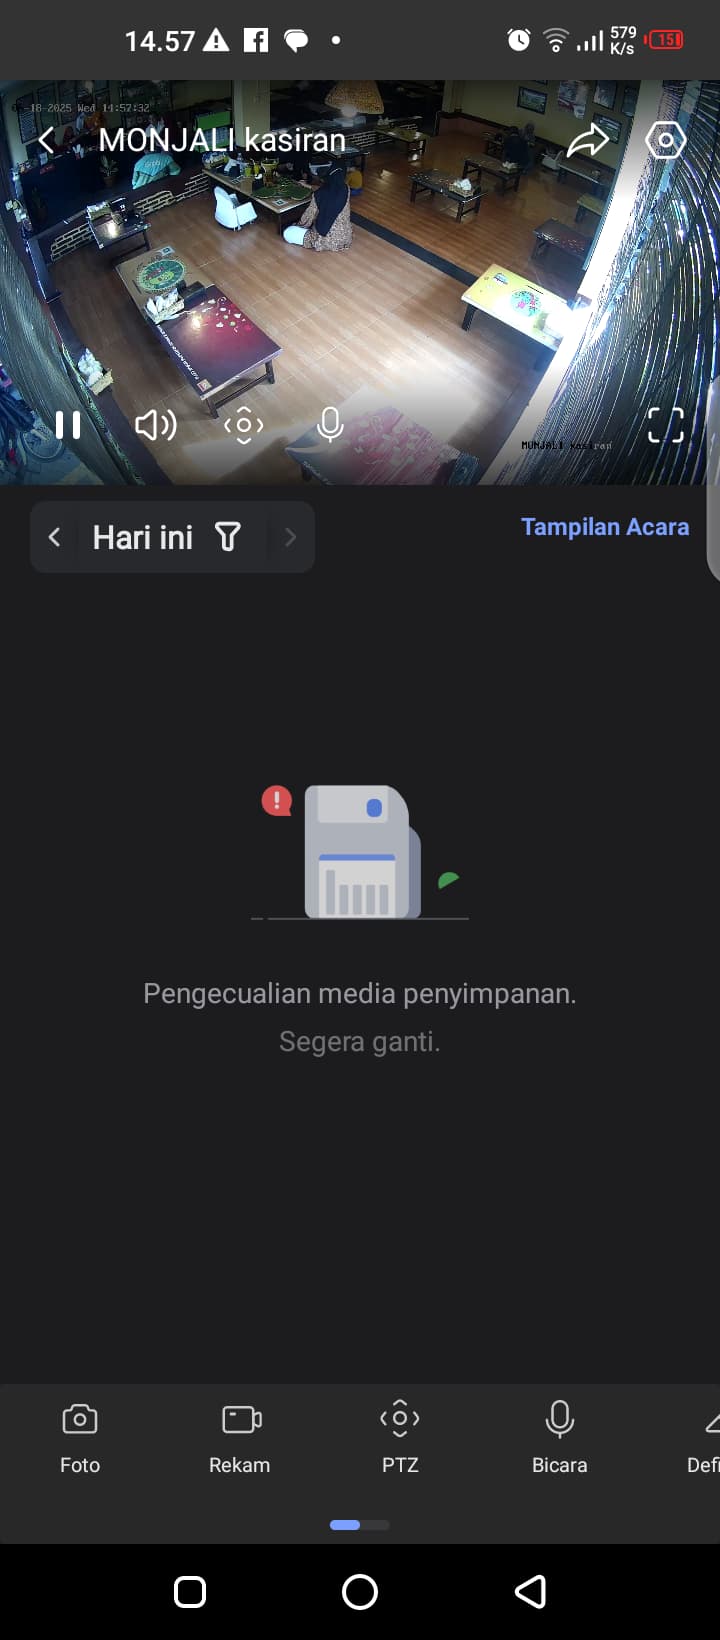 14.57
579
K/s
15
-18-2025 Wed 14:57:32
MONJALI kasiran
MONJALI kasiran
Hari ini
Tampilan Acara
Pengecualian media penyimpanan.
Segera ganti.
Foto
Rekam
PTZ
Bicara
Defi